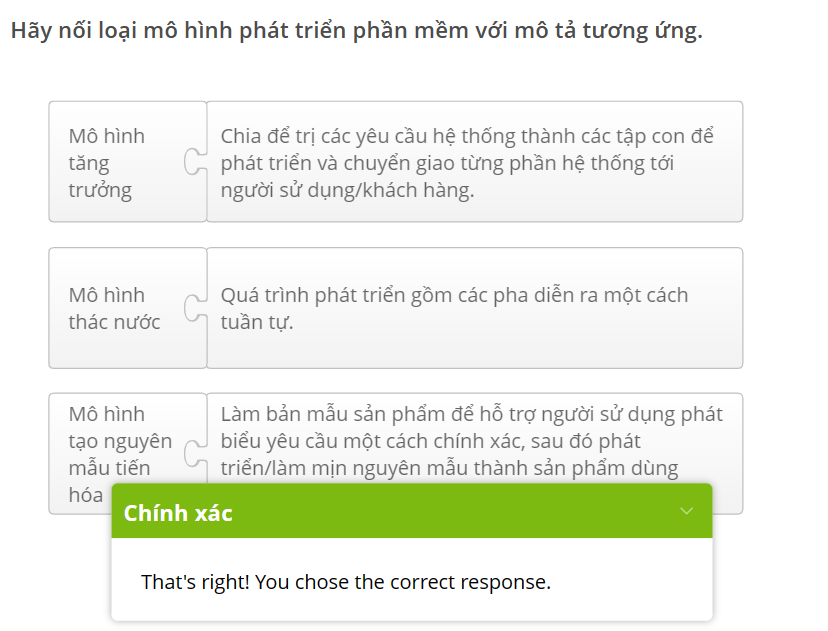 Hãy nối loại mô hình phát triển phần mềm với mô tả tương ứng.
Mô hình
tăng
trưởng
Chia để trị các yêu cầu hệ thống thành các tập con để
phát triển và chuyển giao từng phần hệ thống tới
người sử dụng/khách hàng.
Mô hình
thác nước
Quá trình phát triển gồm các pha diễn ra một cách
tuần tự.
Mô hình
tạo nguyên
mẫu tiến
hóa
Làm bản mẫu sản phẩm để hỗ trợ người sử dụng phát
biểu yêu cầu một cách chính xác, sau đó phát
triển/làm mịn nguyên mẫu thành sản phẩm dùng
Chính xác
That's right! You chose the correct response.